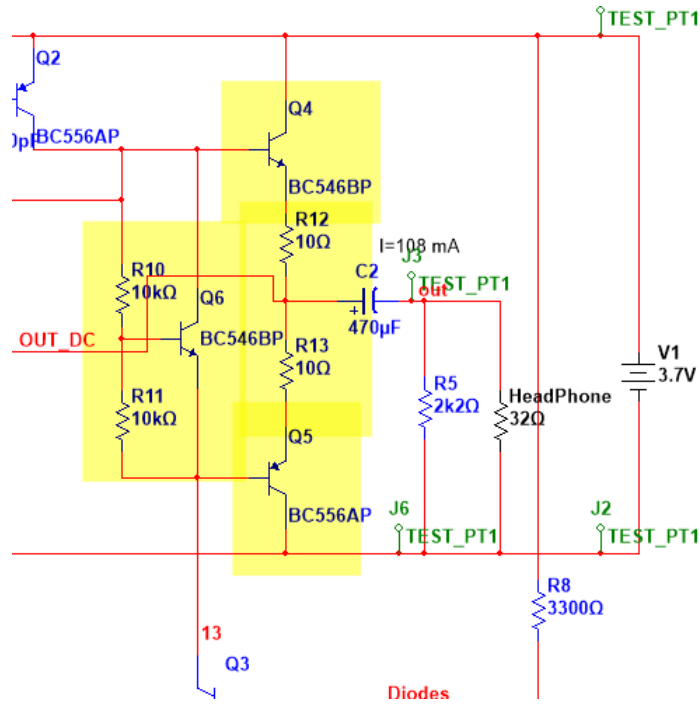 TEST_PT1
Q2
0pF
BC556AP
Q4
BC546BP
R12
10Ω
I=108 mA
J3
TEST_PT1
C2
out
470µF
R10
10kΩ
Q6
BC546BP
OUT_DC
R13
10Ω
V1
3.7V
R5
2k2Ω
HeadPhone
32Ω
R11
10kΩ
Q5
BC556AP
J6
TEST_PT1
J2
TEST_PT1
R8
3300Ω
13
Q3
Diodes